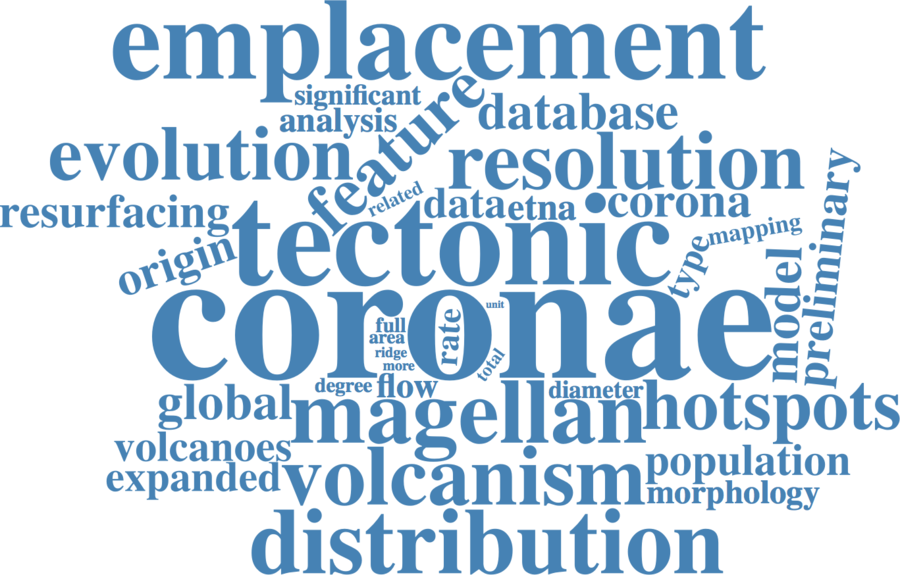 emplacement
significant
analysis
feature
database
evolution
resolution
related
resurfacing
data
etna
corona
preliminary
origin
tectonic
type
mapping
model
coronae
unit
full
area
rate
ridge
more
total
degree
flow
diameter
global
magellan
hotspots
volcanoes
expanded
volcanism
population
morphology
distribution